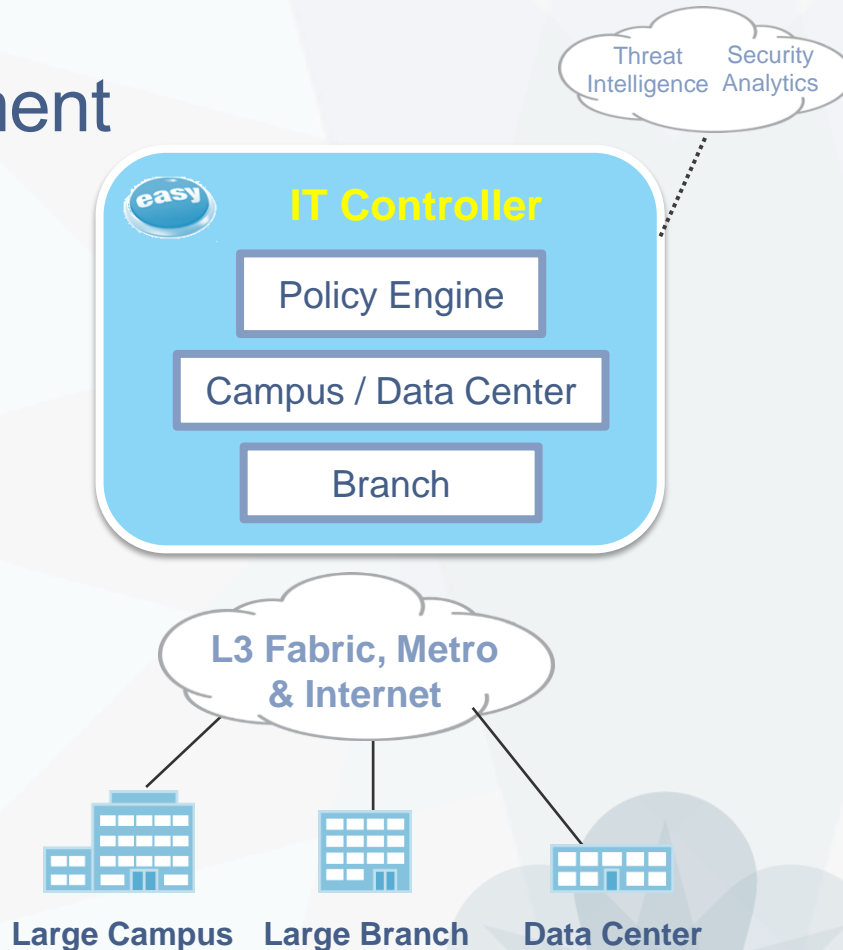 Threat Security
Intelligence Analytics
ment
easy
IT Controller
Policy Engine
Campus / Data Center
Branch
L3 Fabric, Metro
& Internet
Large Campus Large Branch Data Center